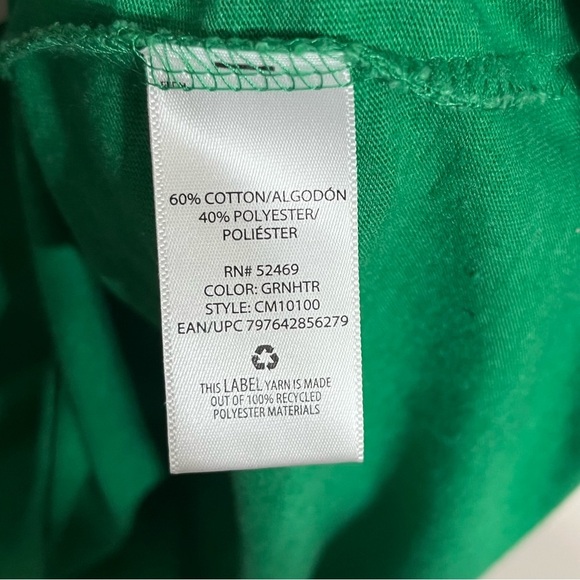 60% COTTON/ALGODÓN
40% POLYESTER/
POLIÉSTER
RN# 52469
COLOR: GRNHTR
STYLE: CM10100
EAN/UPC 797642856279
THIS LABEL YARN IS MADE
OUT OF 100% RECYCLED
POLYESTER MATERIALS